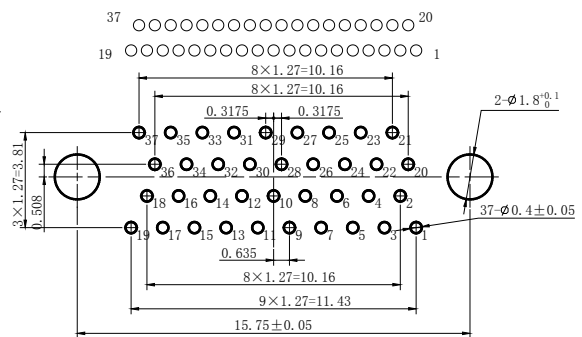 37 20
19 1
8×1.27=10.16
8×1.27=10.16
0.3175 0.3175
2-Ø1.8+0.1 0
37 35 33 31 29 27 25 23 21
3×1.27=3.81
0.508
36 34 32 30 28 26 24 22 20
18 16 14 12 10 8 6 4 2
37-Ø0.4±0.05
19 17 15 13 11 9 7 5 3 1
0.635
8×1.27=10.16
9×1.27=11.43
15.75±0.05